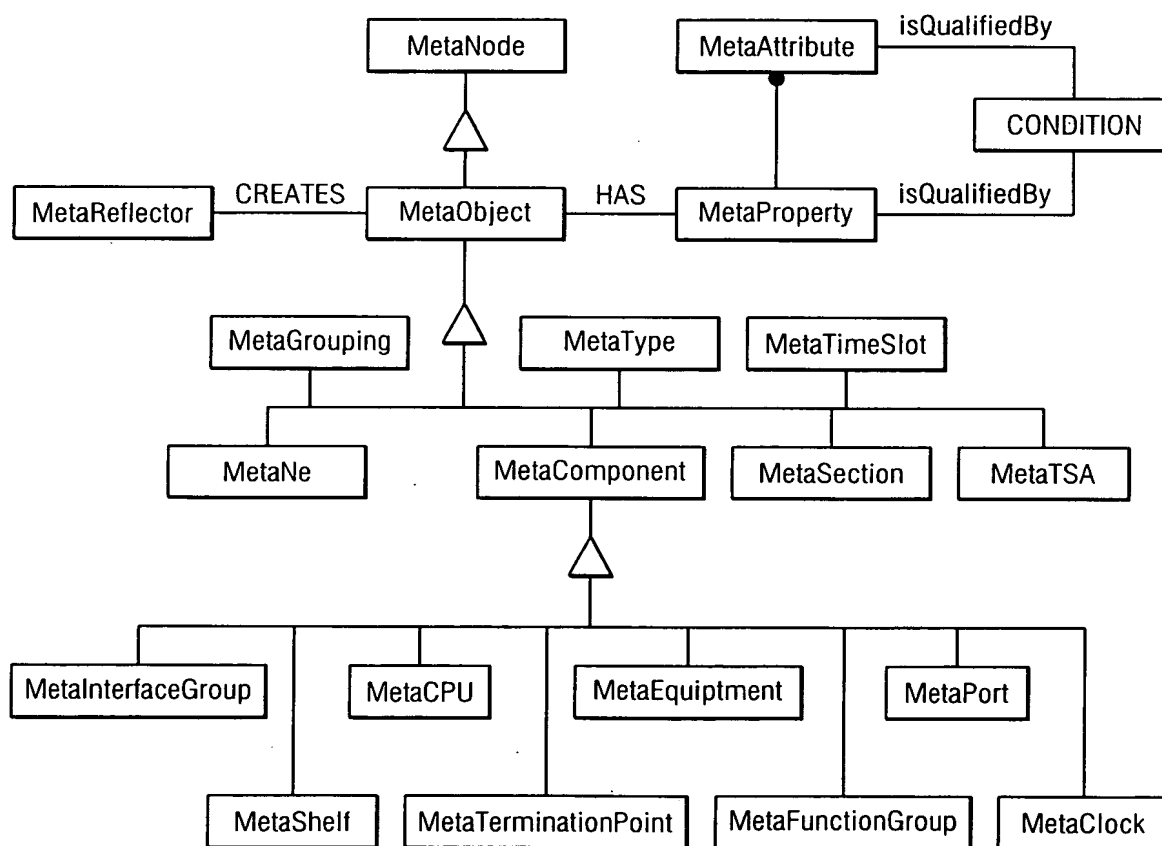 MetaNode
MetaAttribute
isQualifiedBy
CONDITION
MetaReflector
CREATES
MetaObject
HAS
MetaProperty
isQualifiedBy
MetaGrouping
MetaType
MetaTimeSlot
MetaNe
MetaComponent
MetaSection
MetaTSA
MetaInterfaceGroup
MetaCPU
MetaEquiptment
MetaPort
MetaShelf
MetaTerminationPoint
MetaFunctionGroup
MetaClock